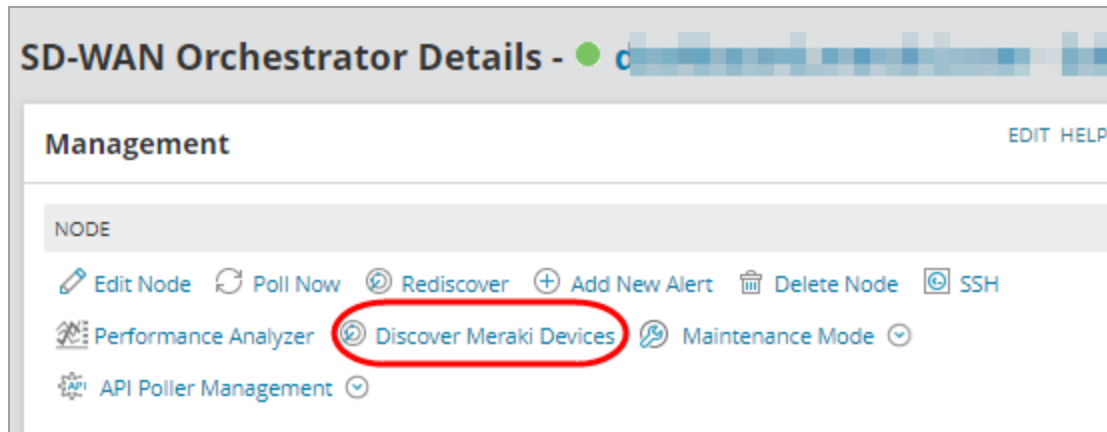 SD-WAN Orchestrator Details -
Management
EDIT HELP
NODE
Edit Node Poll Now Rediscover Add New Alert Delete Node SSH
Performance Analyzer Discover Meraki Devices Maintenance Mode
API API Poller Management